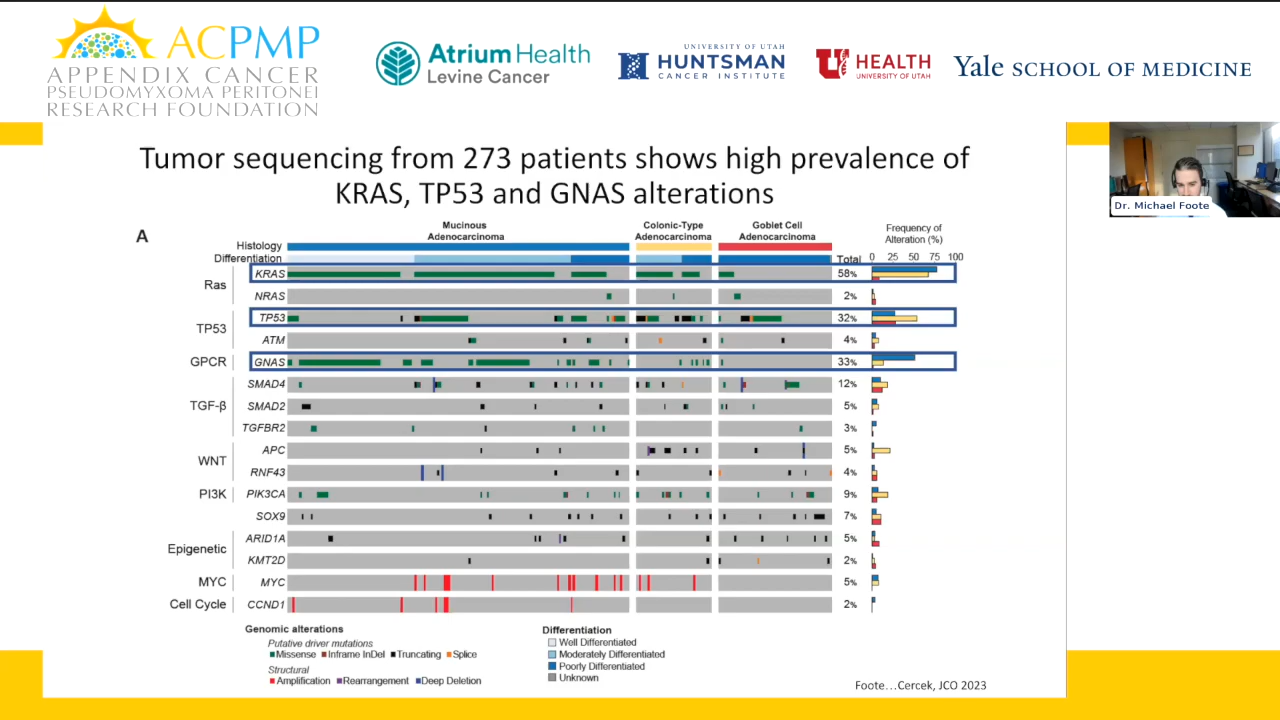 ACPMP
APPENDIX CANCER
PSEUDOMYXOMA PERITONEI
RESEARCH FOUNDATION
Atrium Health
Levine Cancer
UNIVERSITY OF UTAH
HUNTSMAN
CANCER INSTITUTE
U
HEALTH
UNIVERSITY OF UTAH
Yale SCHOOL OF MEDICINE
Dr. Michael Foote
Tumor sequencing from 273 patients shows high prevalence of
KRAS, TP53 and GNAS alterations
A
Mucinous
Adenocarcinoma
Colonic-Type
Adenocarcinoma
Goblet Cell
Adenocarcinoma
Frequency of
Alteration (%)
Histology
Differentiation
Total
0 25 50 75 100
Ras
KRAS 58%
NRAS 2%
TP53
TP53 32%
ATM 4%
GPCR
GNAS 33%
TGF-β
SMAD4 12%
SMAD2 5%
TGFBR2 3%
WNT
APC 5%
RNF43 4%
PI3K
PIK3CA 9%
SOX9 7%
Epigenetic
ARID1A 5%
KMT2D 2%
MYC
MYC 5%
Cell Cycle
CCND1 2%
Genomic alterations
Putative driver mutations
Missense Inframe InDel Truncating Splice
Structural
Amplification Rearrangement Deep Deletion
Differentiation
Well Differentiated
Moderately Differentiated
Poorly Differentiated
Unknown
Foote…Cercek, JCO 2023